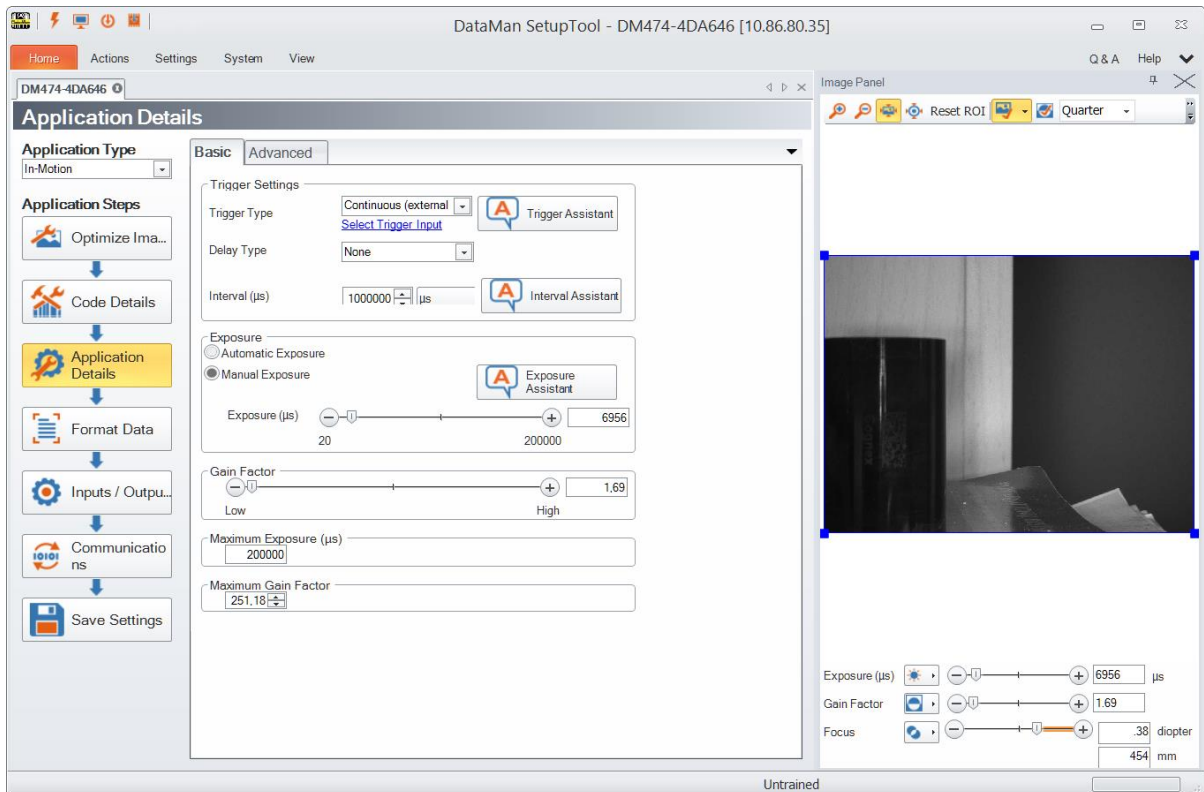 DataMan SetupTool - DM474-4DA646 [10.86.80.35]
Home Actions Settings System View Q & A Help
DM474-4DA646
Application Details
Application Type
In-Motion
Application Steps
Optimize Ima...
Code Details
Application
Details
Format Data
Inputs / Outpu...
Communicatio
ns
Save Settings
Basic Advanced
Trigger Settings
Trigger Type Continuous (external
Select Trigger Input
Trigger Assistant
Delay Type None
Interval (µs) 1000000 µs
Interval Assistant
Exposure
Automatic Exposure
Manual Exposure
Exposure
Assistant
Exposure (µs) 6956
20 200000
Gain Factor
1,69
Low High
Maximum Exposure (µs)
200000
Maximum Gain Factor
251,18
Image Panel
Reset ROI Quarter
Exposure (µs) 6956 µs
Gain Factor 1.69
Focus .38 diopter
454 mm
Untrained